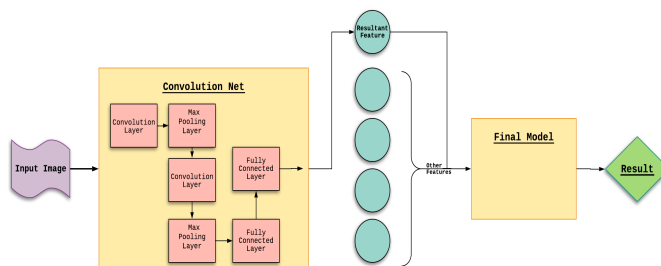 Resultant
Feature
Convolution Net
Convolution
Layer
Max
Pooling
Layer
Input Image
Convolution
Layer
Fully
Connected
Layer
Max
Pooling
Layer
Fully
Connected
Layer
Other
Features
Final Model
Result